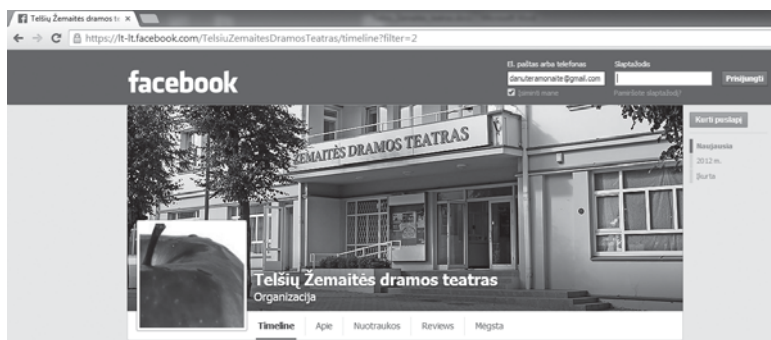 Telšių Žemaitės dramos te
https://lt-lt.facebook.com/TelsiuZemaitesDramosTeatras/timeline?filter=2
facebook
El. paštas arba telefonas
Slaptažodis
danuteramonaite@gmail.com
Prisijungti
Įsiminti mane
Pamiršote slaptažodį?
Kurti puslapį
Naujausia
2012 m.
Įkurta
ŽEMAITĖS DRAMOS TEATRAS
Telšių Žemaitės dramos teatras
Organizacija
Timeline
Apie
Nuotraukos
Reviews
Mėgsta